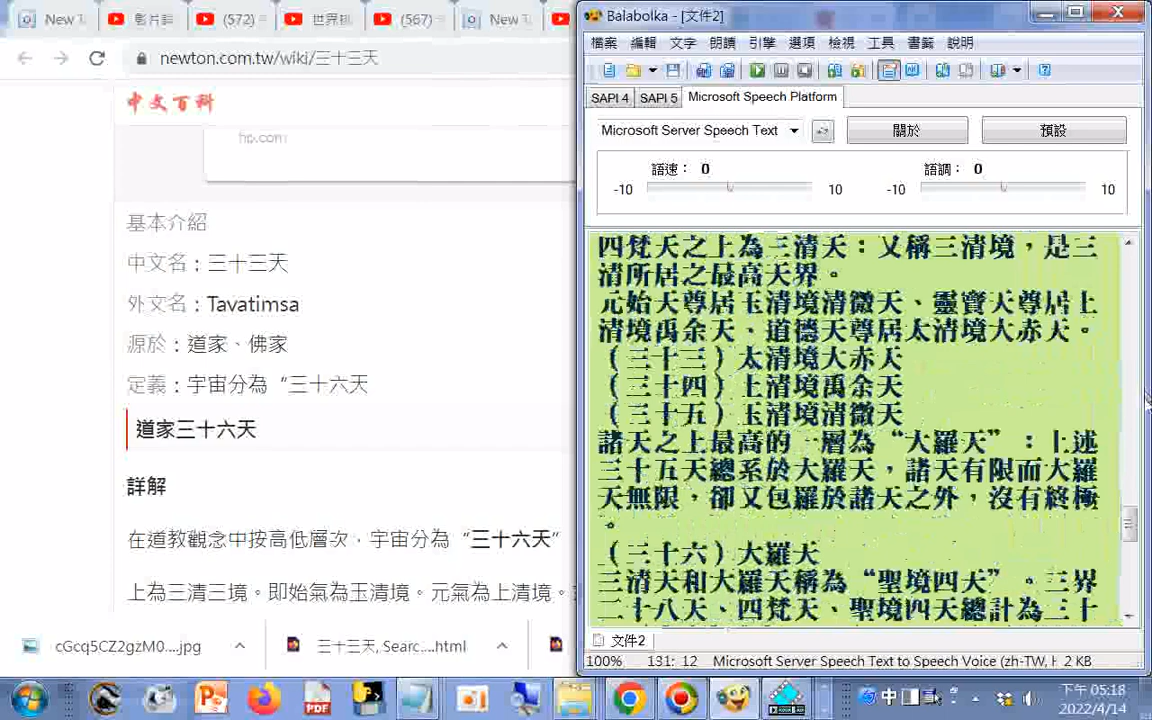 New T
影片詞
(572)
世界拼
(567)
New T
newton.com.tw/wiki/三十三天
中文百科
hp.com
基本介紹
中文名：三十三天
外文名：Tavatimsa
源於：道家、佛家
定義：宇宙分為“三十六天
道家三十六天
詳解
在道教觀念中按高低層次，宇宙分為“三十六天”
上為三清三境。即始氣為玉清境。元氣為上清境。
cGcq5CZ2gzM0....jpg
三十三天, Searc....html
Balabolka - [文件2]
檔案 編輯 文字 朗讀 引擎 選項 檢視 工具 書籤 說明
SAPI 4 SAPI 5 Microsoft Speech Platform
Microsoft Server Speech Text
關於
預設
語速： 0
語調： 0
-10 10 -10 10
四梵天之上為三清天：又稱三清境，是三
清所居之最高天界。
元始天尊居玉清境清微天、靈寶天尊居上
清境禹余天、道德天尊居太清境大赤天。
（三十三）太清境大赤天
（三十四）上清境禹余天
（三十五）玉清境清微天
諸天之上最高的一層為“大羅天”：上述
三十五天總系於大羅天，諸天有限而大羅
天無限，卻又包羅於諸天之外，沒有終極
。
（三十六）大羅天
三清天和大羅天稱為“聖境四天”。三界
二十八天、四梵天、聖境四天總計為三十
文件2
100% 131: 12 Microsoft Server Speech Text to Speech Voice (zh-TW, H 2 KB
中
下午 05:18
2022/4/14